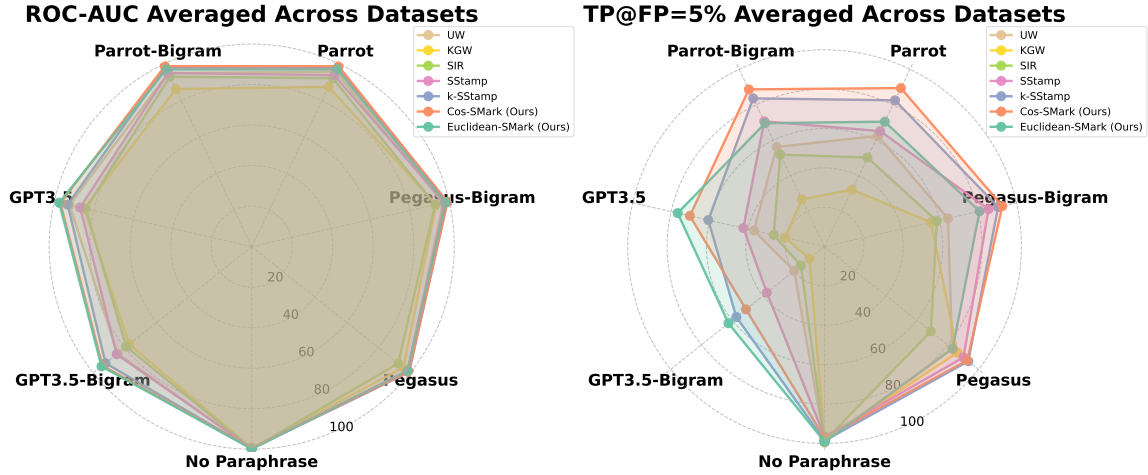 ROC-AUC Averaged Across Datasets
UW
KGW
SIR
SStamp
k-SStamp
Cos-SMark (Ours)
Euclidean-SMark (Ours)
Parrot-Bigram
Parrot
GPT3.5
Pegasus-Bigram
GPT3.5-Bigram
Pegasus
No Paraphrase
20
40
60
80
100
TP@FP=5% Averaged Across Datasets
UW
KGW
SIR
SStamp
k-SStamp
Cos-SMark (Ours)
Euclidean-SMark (Ours)
Parrot-Bigram
Parrot
GPT3.5
Pegasus-Bigram
GPT3.5-Bigram
Pegasus
No Paraphrase
20
40
60
80
100